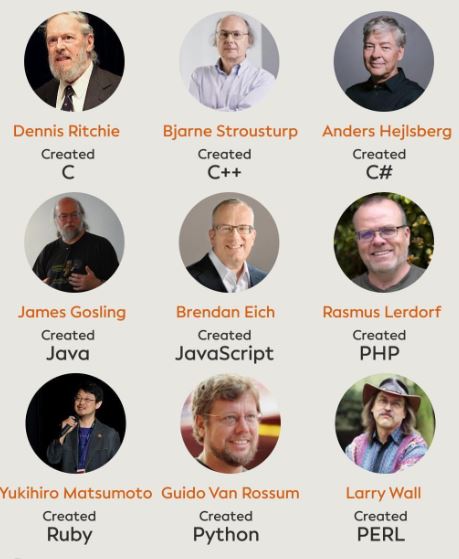 Dennis Ritchie
Created
C
Bjarne Strousturp
Created
C++
Anders Hejlsberg
Created
C#
James Gosling
Created
Java
Brendan Eich
Created
JavaScript
Rasmus Lerdorf
Created
PHP
Yukihiro Matsumoto
Created
Ruby
Guido Van Rossum
Created
Python
Larry Wall
Created
PERL